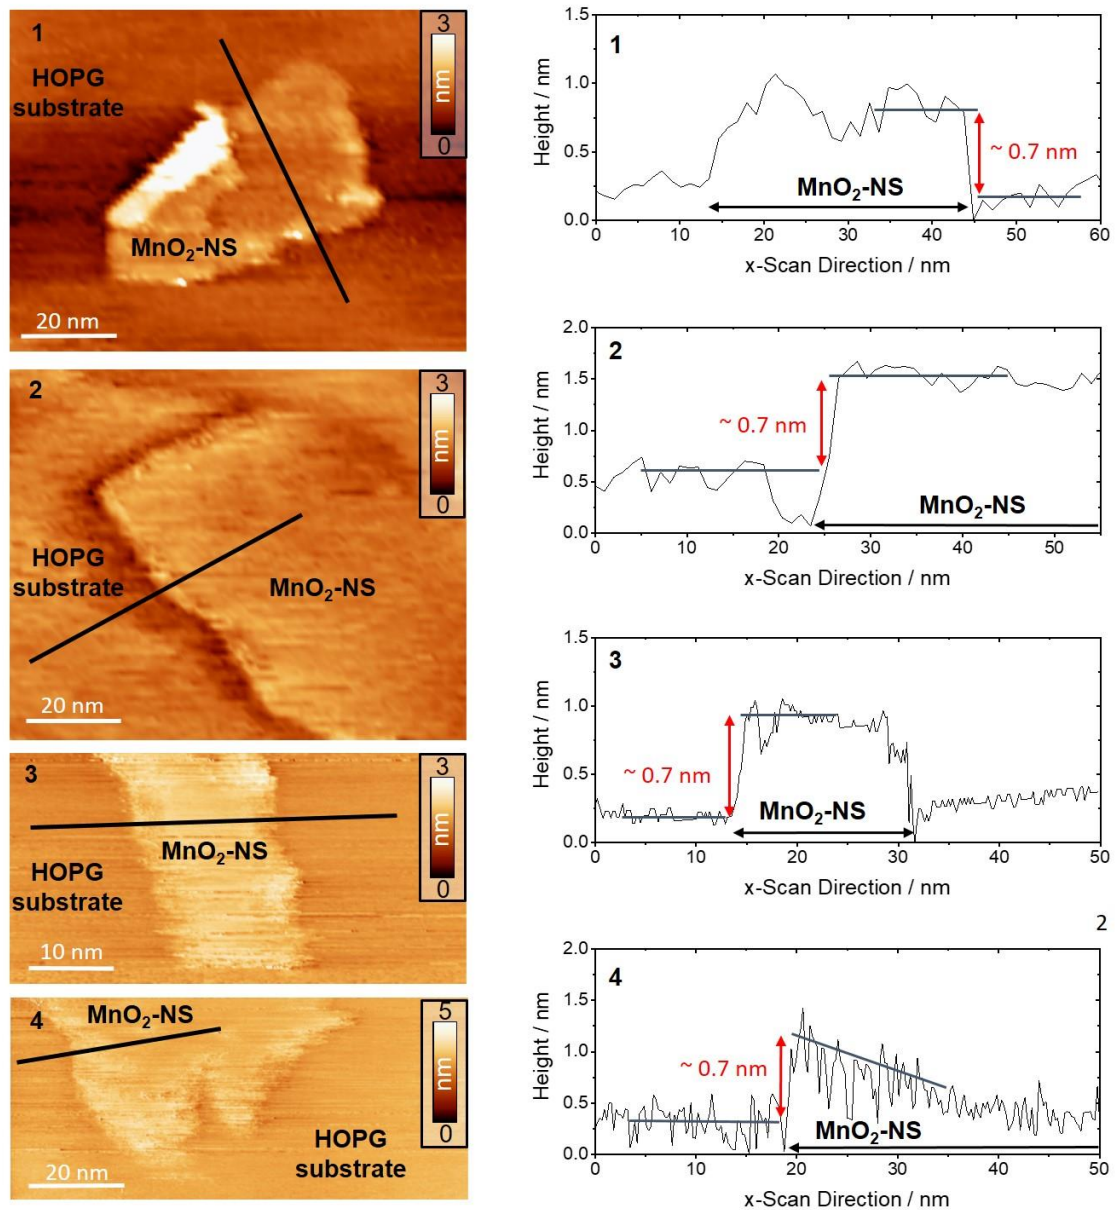 1
HOPG
substrate
MnO₂-NS
20 nm
3
nm
0
2
HOPG
substrate
MnO₂-NS
20 nm
3
nm
0
3
MnO₂-NS
HOPG
substrate
10 nm
3
nm
0
4
MnO₂-NS
HOPG
substrate
20 nm
5
nm
0
1
Height / nm
1.5
1.0
0.5
0.0
~ 0.7 nm
MnO₂-NS
0 10 20 30 40 50 60
x-Scan Direction / nm
2
Height / nm
2.0
1.5
1.0
0.5
0.0
~ 0.7 nm
MnO₂-NS
0 10 20 30 40 50
x-Scan Direction / nm
3
Height / nm
1.5
1.0
0.5
0.0
~ 0.7 nm
MnO₂-NS
0 10 20 30 40 50
x-Scan Direction / nm
2
4
Height / nm
2.0
1.5
1.0
0.5
0.0
~ 0.7 nm
MnO₂-NS
0 10 20 30 40 50
x-Scan Direction / nm